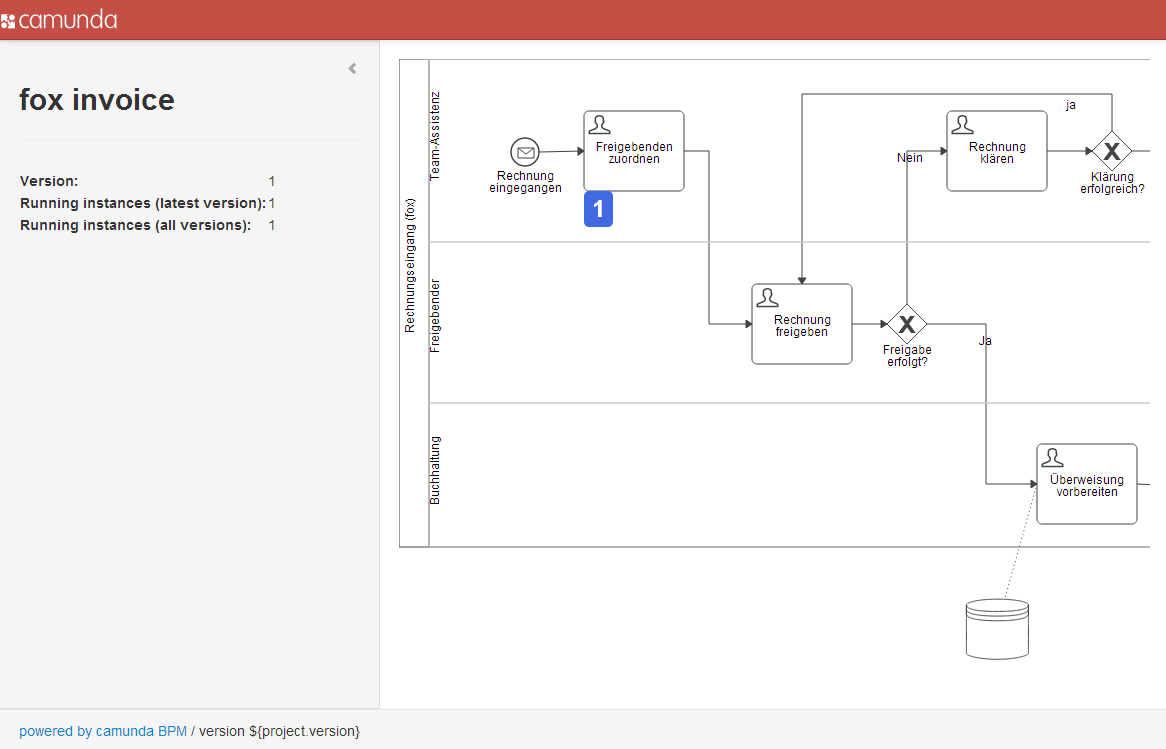 camunda
fox invoice
Version: 1
Running instances (latest version): 1
Running instances (all versions): 1
Rechnungseingang (fox)
Team-Assistenz
Rechnung
eingegangen
Freigebenden
zuordnen
1
Nein
Rechnung
klären
ja
X
Klärung
erfolgreich?
Freigebender
Rechnung
freigeben
X
Freigabe
erfolgt?
Ja
Buchhaltung
Überweisung
vorbereiten
powered by camunda BPM / version ${project.version}